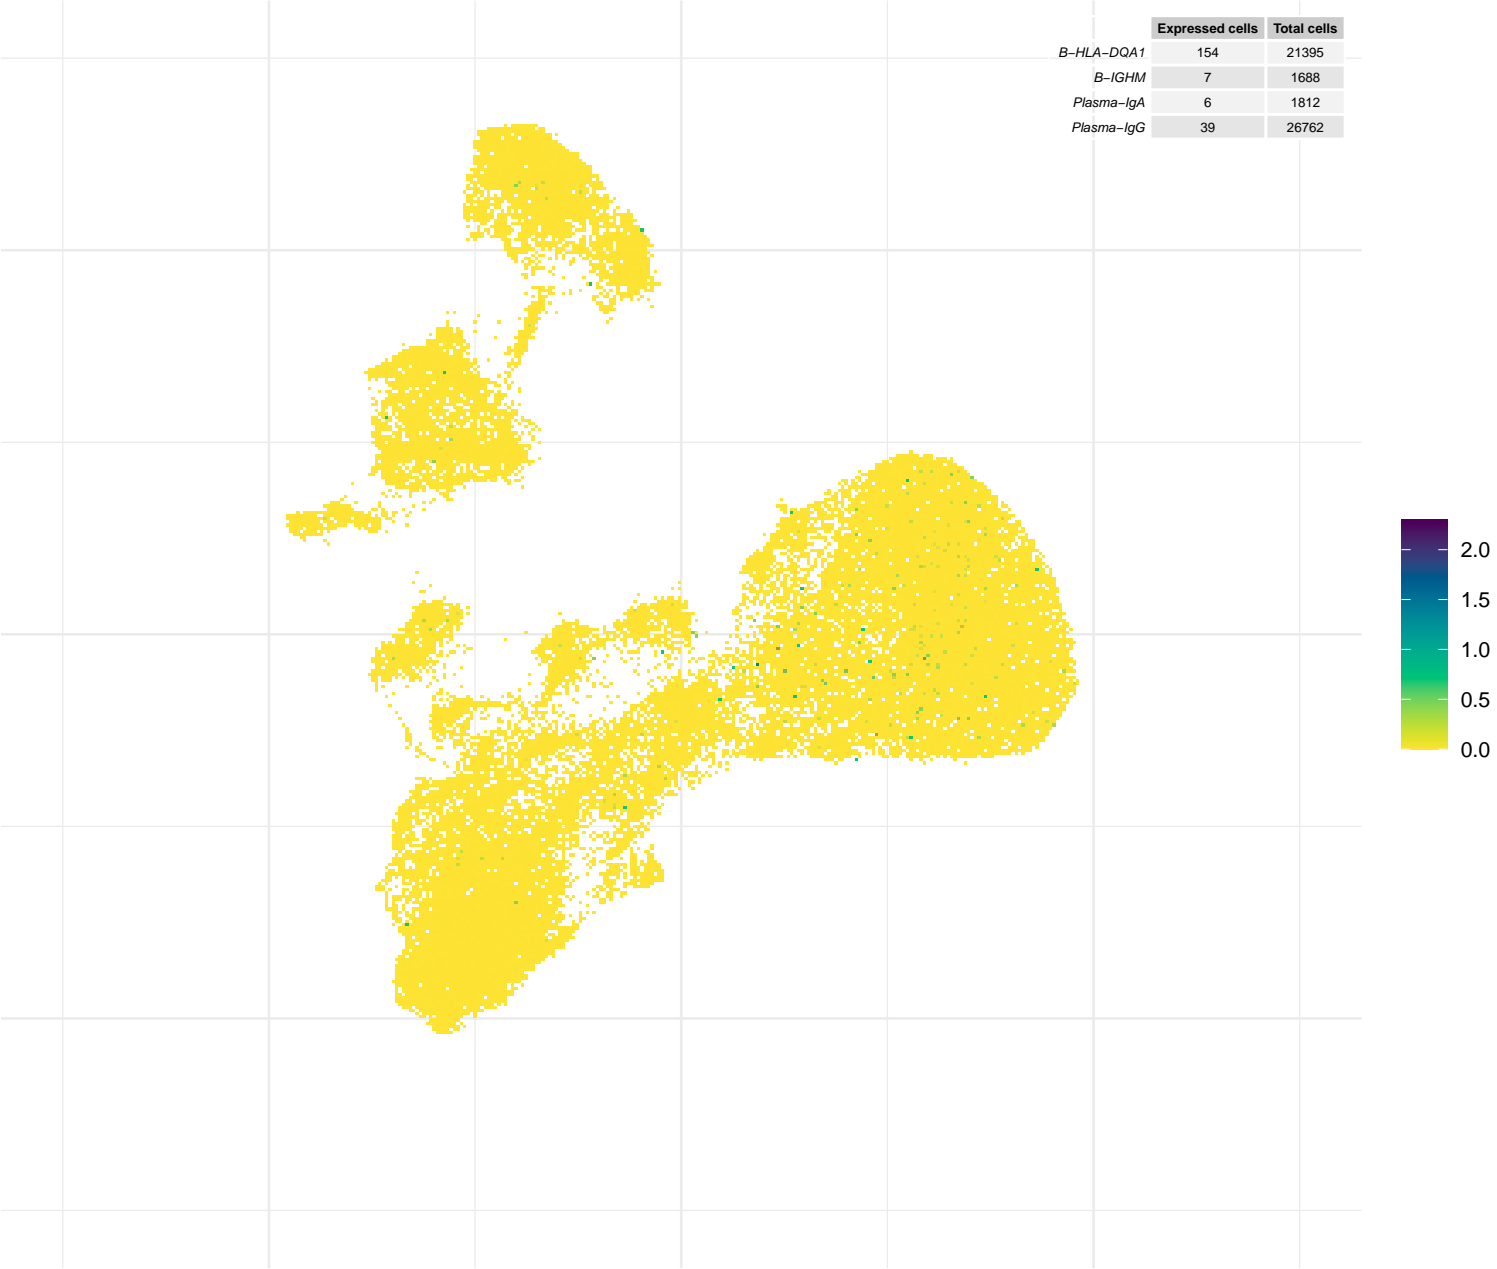 Expressed cells Total cells
B−HLA−DQA1 154 21395
B−IGHM 7 1688
Plasma−IgA 6 1812
Plasma−IgG 39 26762
2.0
1.5
1.0
0.5
0.0